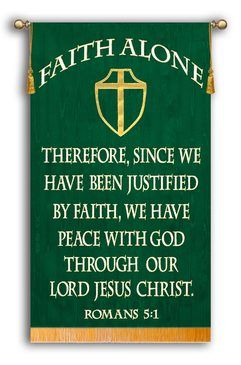 FAITH ALONE
THEREFORE, SINCE WE
HAVE BEEN JUSTIFIED
BY FAITH, WE HAVE
PEACE WITH GOD
THROUGH OUR
LORD JESUS CHRIST.
ROMANS 5:1